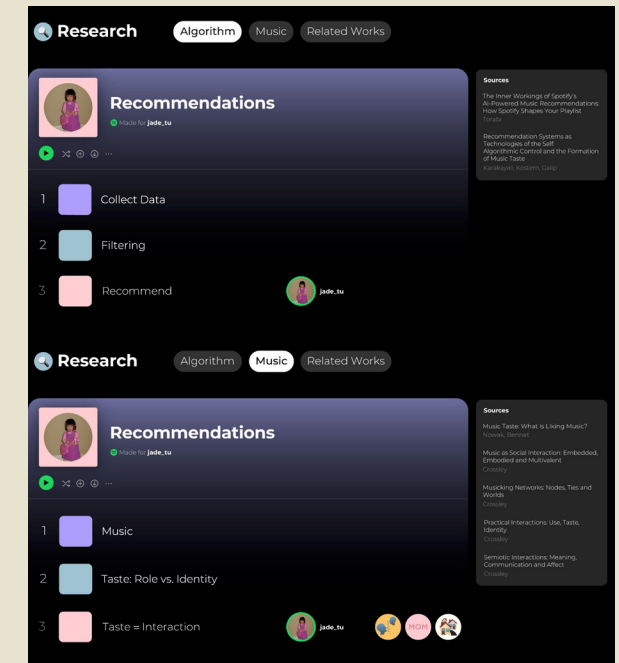 Research
Algorithm
Music
Related Works
Recommendations
Made for jade_tu
1
Collect Data
2
Filtering
3
Recommend
jade_tu
Sources
The Inner Workings of Spotify's
AI-Powered Music Recommendations:
How Spotify Shapes Your Playlist
Torabi
Recommendation Systems as
Technologies of the Self:
Algorithmic Control and the Formation
of Music Taste
Karakayali, Kostem, Galip
Research
Algorithm
Music
Related Works
Recommendations
Made for jade_tu
1
Music
2
Taste: Role vs. Identity
3
Taste = Interaction
jade_tu
MOM
Sources
Music Taste: What Is Liking Music?
Nowak, Bennet
Music as Social Interaction: Embedded,
Embodied and Multivalent
Crossley
Musicking Networks: Nodes, Ties and
Worlds
Crossley
Practical Interactions: Use, Taste,
Identity
Crossley
Semiotic Interactions: Meaning,
Communication and Affect
Crossley